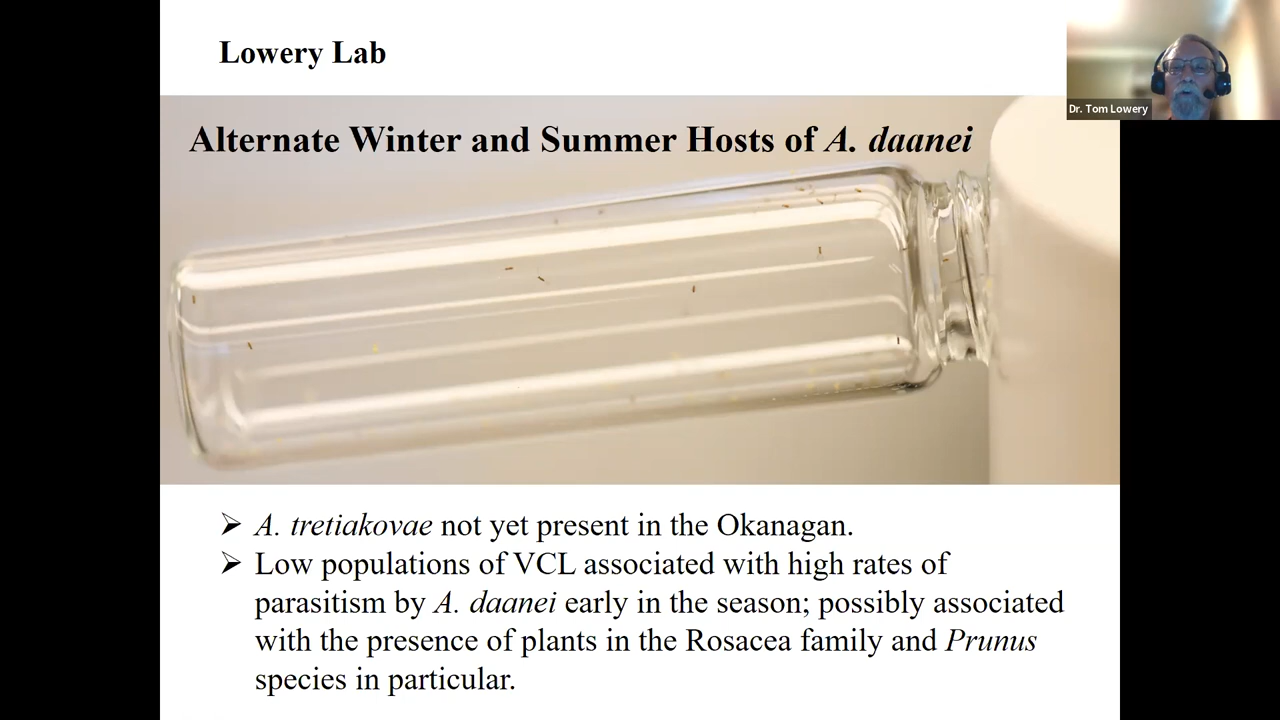 Lowery Lab
Dr. Tom Lowery
Alternate Winter and Summer Hosts of A. daanei
➢ A. tretiakovae not yet present in the Okanagan.
➢ Low populations of VCL associated with high rates of
parasitism by A. daanei early in the season; possibly associated
with the presence of plants in the Rosacea family and Prunus
species in particular.